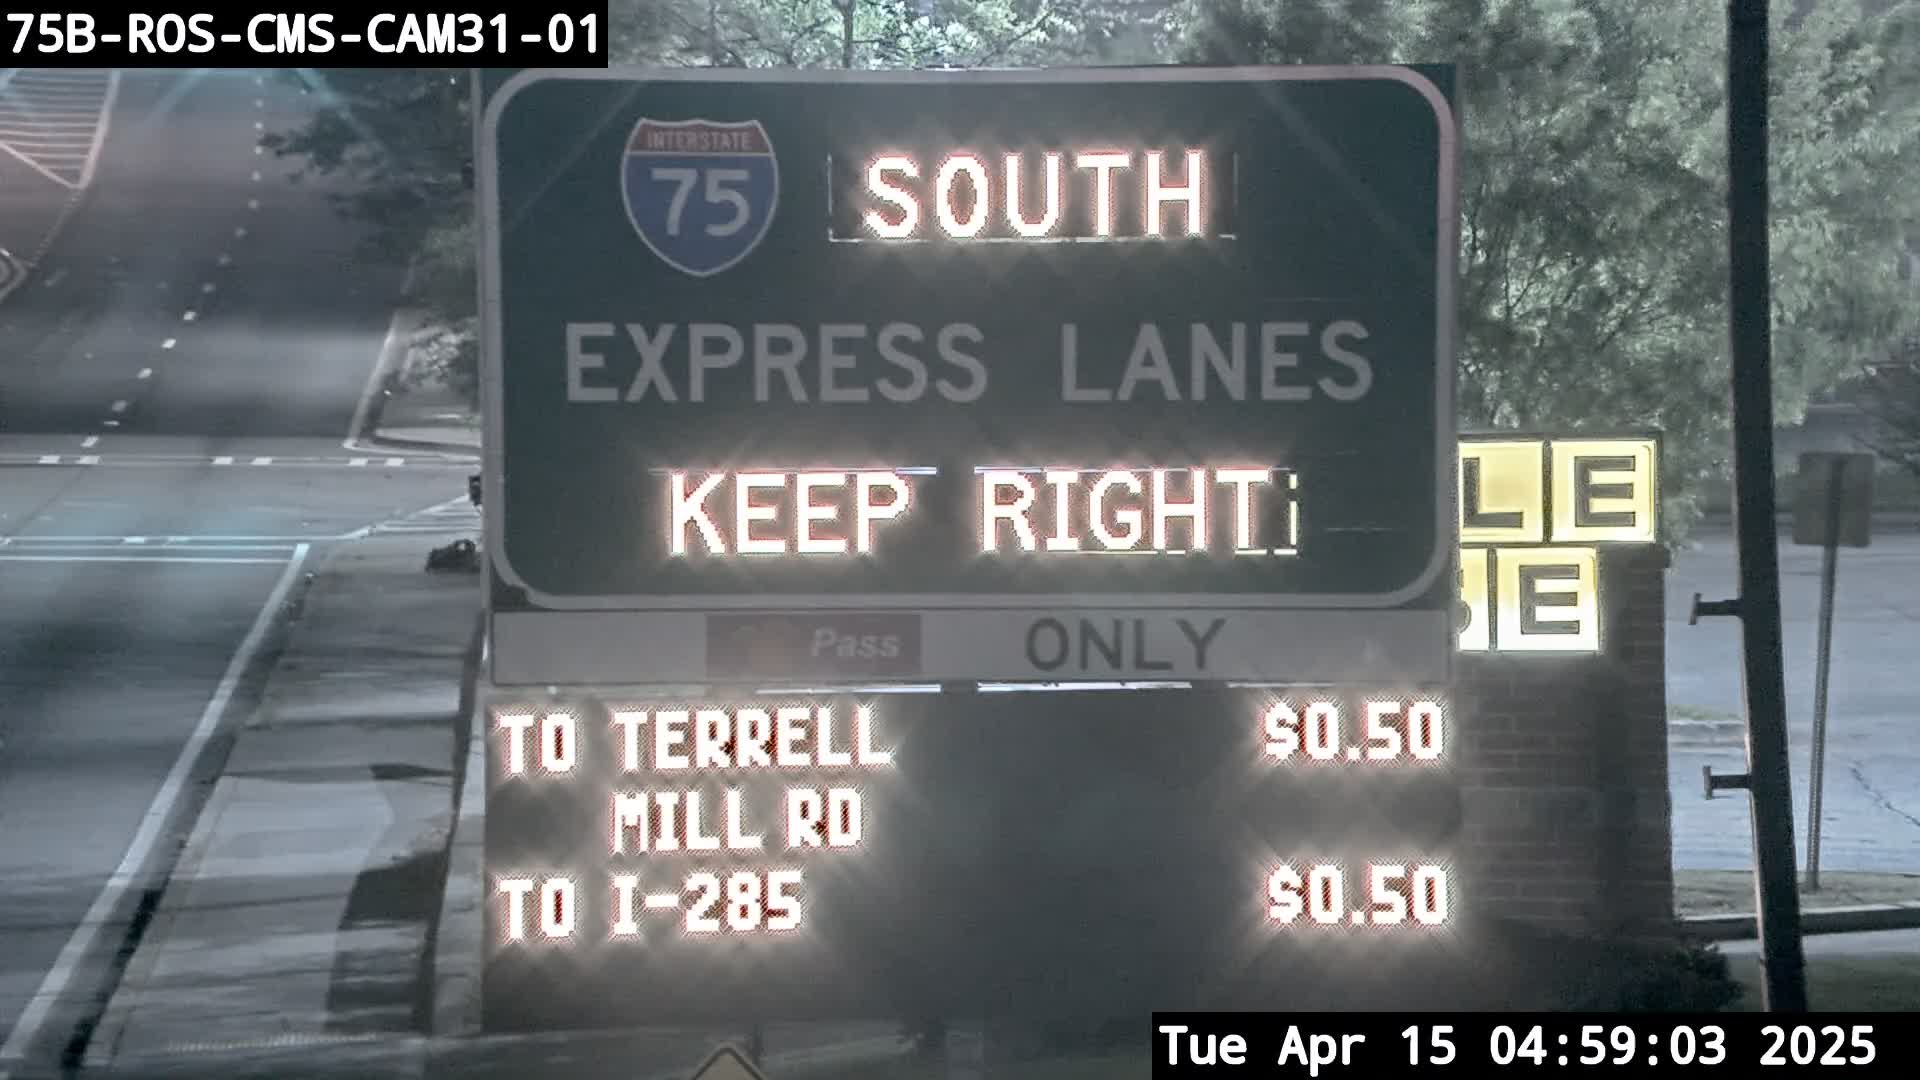 75B-ROS-CMS-CAM31-01
INTERSTATE
75
SOUTH
EXPRESS LANES
KEEP RIGHT
Pass ONLY
TO TERRELL $0.50
MILL RD
TO I-285 $0.50
LE
E
Tue Apr 15 04:59:03 2025